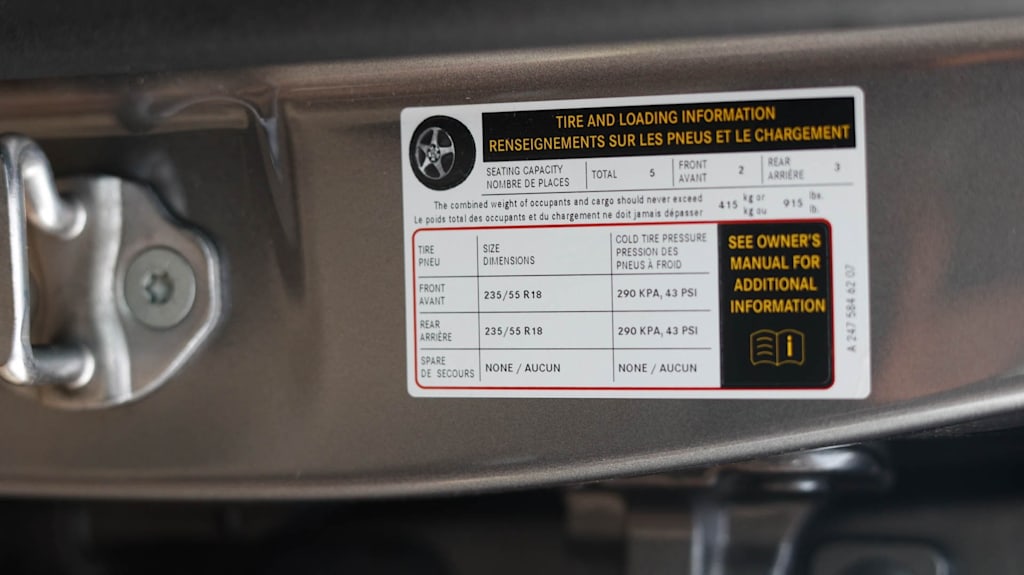 TIRE AND LOADING INFORMATION
RENSEIGNEMENTS SUR LES PNEUS ET LE CHARGEMENT
SEATING CAPACITY
NOMBRE DE PLACES
TOTAL 5
FRONT
AVANT
2
REAR
ARRIÈRE
3
The combined weight of occupants and cargo should never exceed
Le poids total des occupants et du chargement ne doit jamais dépasser
415 kg or
kg ou
915 lbs.
lb.
TIRE
PNEU
SIZE
DIMENSIONS
COLD TIRE PRESSURE
PRESSION DES
PNEUS À FROID
FRONT
AVANT
235/55 R18
290 KPA, 43 PSI
REAR
ARRIÈRE
235/55 R18
290 KPA, 43 PSI
SPARE
DE SECOURS
NONE / AUCUN
NONE / AUCUN
SEE OWNER'S
MANUAL FOR
ADDITIONAL
INFORMATION
A 247 584 62 07